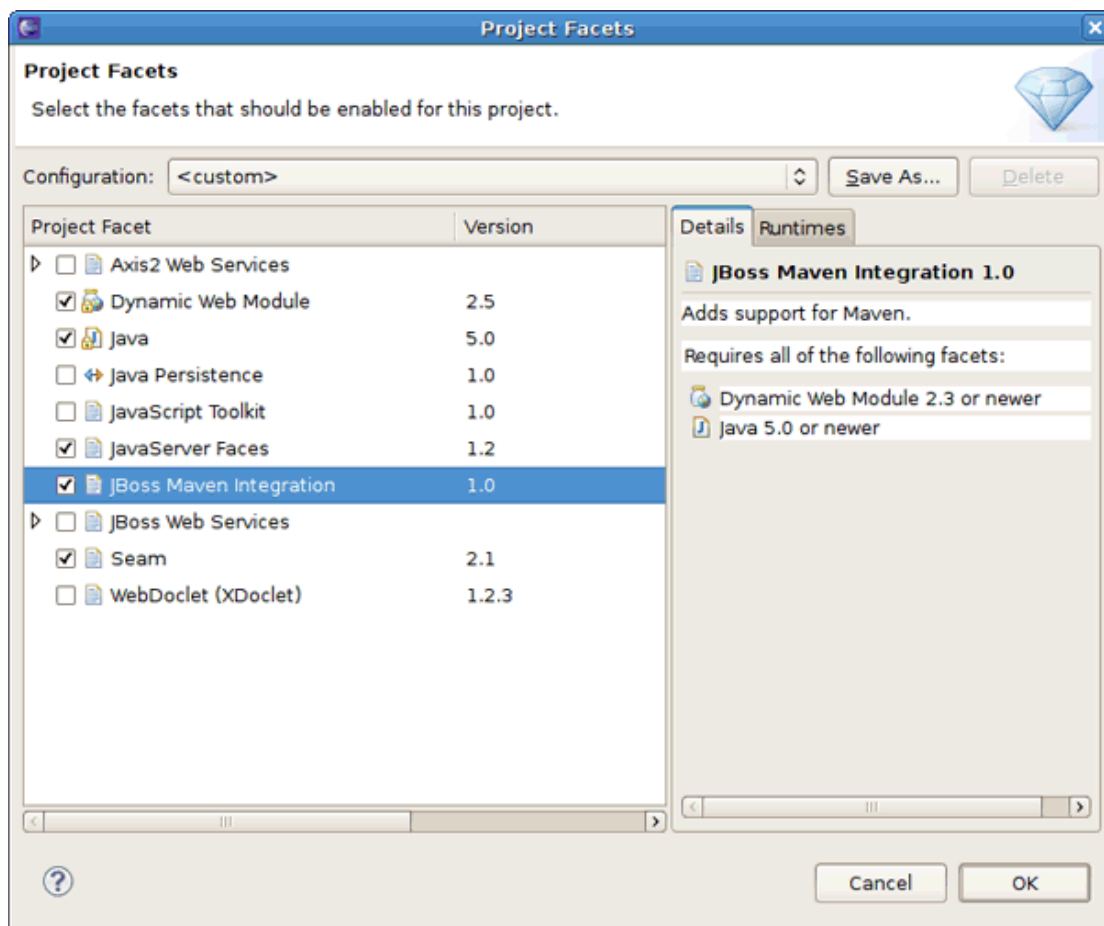 Project Facets
Project Facets
Select the facets that should be enabled for this project.
Configuration: <custom> Save As... Delete
Project Facet Version
Axis2 Web Services
Dynamic Web Module 2.5
Java 5.0
Java Persistence 1.0
JavaScript Toolkit 1.0
JavaServer Faces 1.2
JBoss Maven Integration 1.0
JBoss Web Services
Seam 2.1
WebDoclet (XDoclet) 1.2.3
Details Runtimes
JBoss Maven Integration 1.0
Adds support for Maven.
Requires all of the following facets:
Dynamic Web Module 2.3 or newer
Java 5.0 or newer
Cancel OK